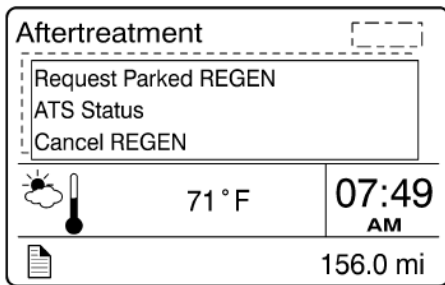 Aftertreatment
Request Parked REGEN
ATS Status
Cancel REGEN
71°F
07:49
AM
156.0 mi